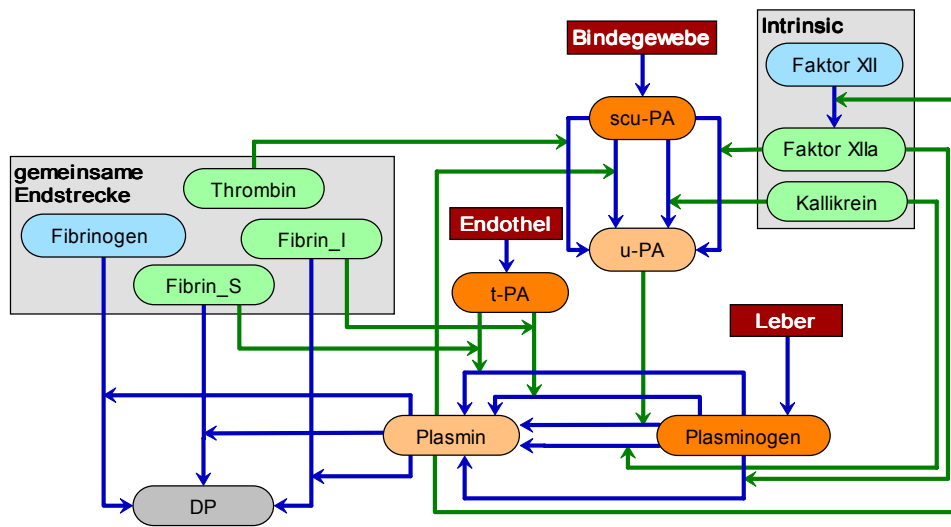 Intrinsic
Bindegewebe
Faktor XII
scu-PA
Faktor XIIa
gemeinsame
Endstrecke
Thrombin
Kallikrein
Fibrinogen
Fibrin_I
Endothel
u-PA
Fibrin_S
t-PA
Leber
Plasmin
Plasminogen
DP